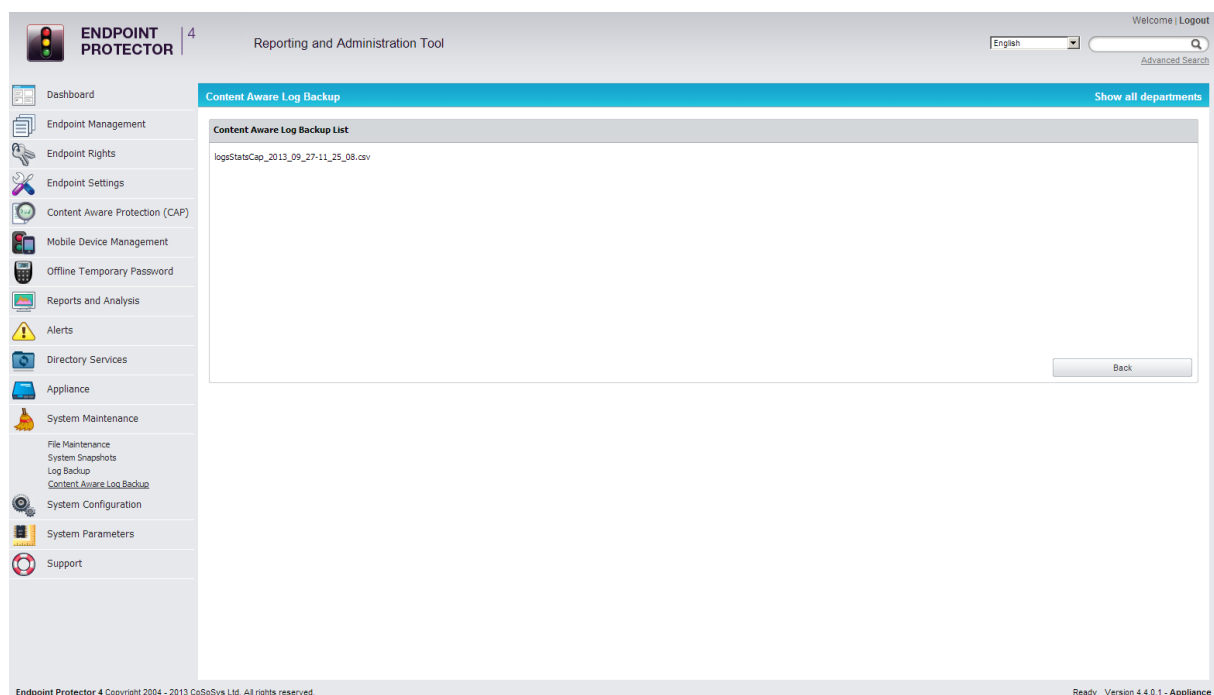 Welcome | Logout
ENDPOINT PROTECTOR | 4
Reporting and Administration Tool
English
Advanced Search
Dashboard
Endpoint Management
Endpoint Rights
Endpoint Settings
Content Aware Protection (CAP)
Mobile Device Management
Offline Temporary Password
Reports and Analysis
Alerts
Directory Services
Appliance
System Maintenance
File Maintenance
System Snapshots
Log Backup
Content Aware Log Backup
System Configuration
System Parameters
Support
Content Aware Log Backup
Show all departments
Content Aware Log Backup List
logsStatsCap_2013_09_27-11_25_08.csv
Back
Endpoint Protector 4 Copyright 2004 - 2013 CoSoSys Ltd. All rights reserved.
Ready Version 4.4.0.1 - Appliance